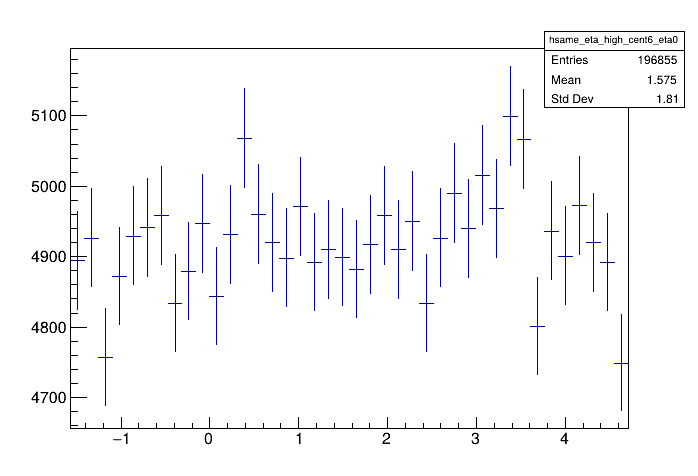 hsame_eta_high_cent6_eta0
Entries 196855
Mean 1.575
Std Dev 1.81
5100
5000
4900
4800
4700
−1 0 1 2 3 4